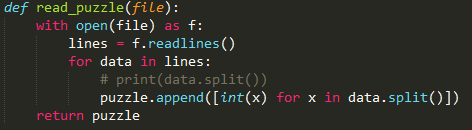 def read_puzzle(file):
    with open(file) as f:
        lines = f.readlines()
        for data in lines:
            # print(data.split())
            puzzle.append([int(x) for x in data.split()])
    return puzzle